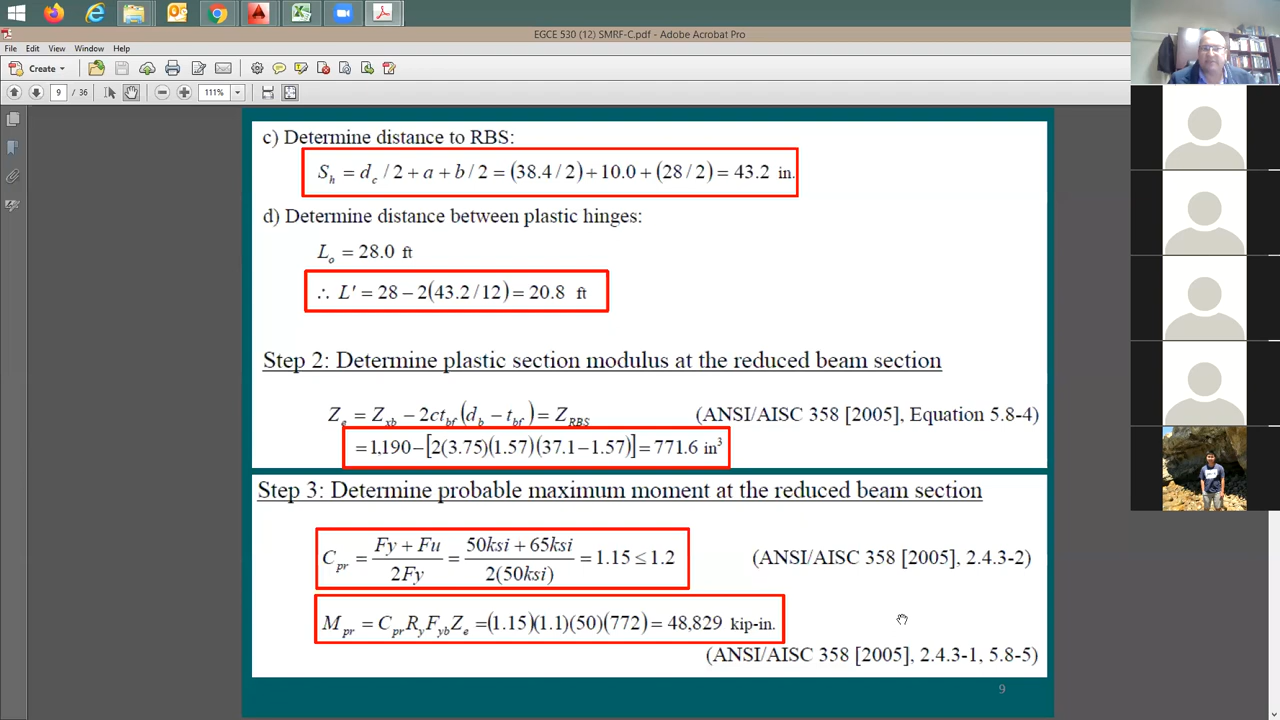 EGCE 530 (12) SMRF-C.pdf - Adobe Acrobat Pro
File Edit View Window Help
Create
9 / 36 111%
c) Determine distance to RBS:
S_h = d_c / 2 + a + b / 2 = (38.4 / 2) + 10.0 + (28 / 2) = 43.2 in.
d) Determine distance between plastic hinges:
L_o = 28.0 ft
∴ L′ = 28 − 2(43.2 / 12) = 20.8 ft
Step 2: Determine plastic section modulus at the reduced beam section
Z_e = Z_xb − 2ct_bf (d_b − t_bf) = Z_RBS (ANSI/AISC 358 [2005], Equation 5.8-4)
= 1,190 − [2(3.75)(1.57)(37.1 − 1.57)] = 771.6 in³
Step 3: Determine probable maximum moment at the reduced beam section
C_pr = (Fy + Fu) / 2Fy = (50ksi + 65ksi) / 2(50ksi) = 1.15 ≤ 1.2 (ANSI/AISC 358 [2005], 2.4.3-2)
M_pr = C_pr R_y F_yb Z_e = (1.15)(1.1)(50)(772) = 48,829 kip-in.
(ANSI/AISC 358 [2005], 2.4.3-1, 5.8-5)
9